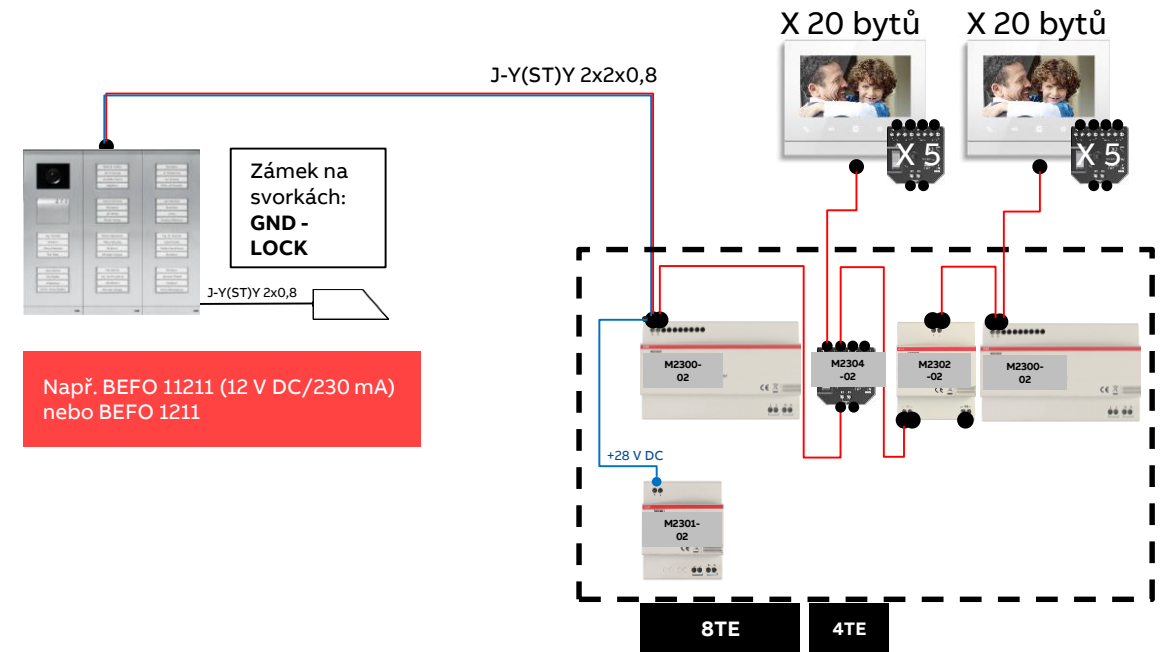 X 20 bytů
X 20 bytů
J-Y(ST)Y 2x2x0,8
X 5
X 5
Zámek na
svorkách:
GND -
LOCK
J-Y(ST)Y 2x0,8
Např. BEFO 11211 (12 V DC/230 mA)
nebo BEFO 1211
M2300-
02
M2304
-02
M2302
-02
M2300-
02
+28 V DC
M2301-
02
8TE
4TE